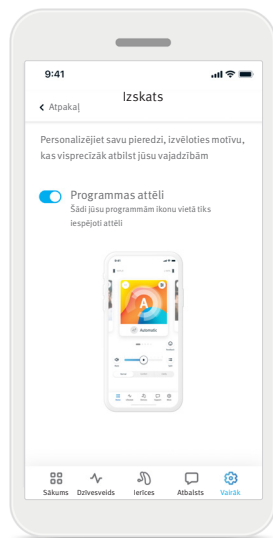 9:41
Izskats
Atpakaļ
Personalizējiet savu pieredzi, izvēloties motīvu,
kas visprecīzāk atbilst jūsu vajadzībām
Programmas attēli
Šādi jūsu programmām ikonu vietā tiks
iespējoti attēli
A
Automatic
Sākums Dzīvesveids Ierīces Atbalsts Vairāk